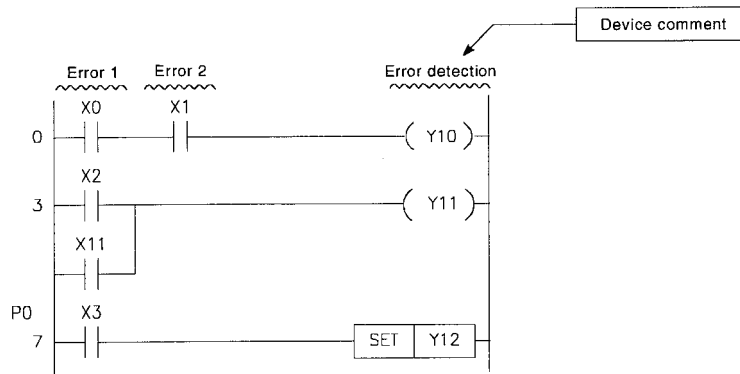 Device comment
Error 1 Error 2 Error detection
X0 X1
0 Y10
X2
3 Y11
X11
P0 X3
7 SET Y12